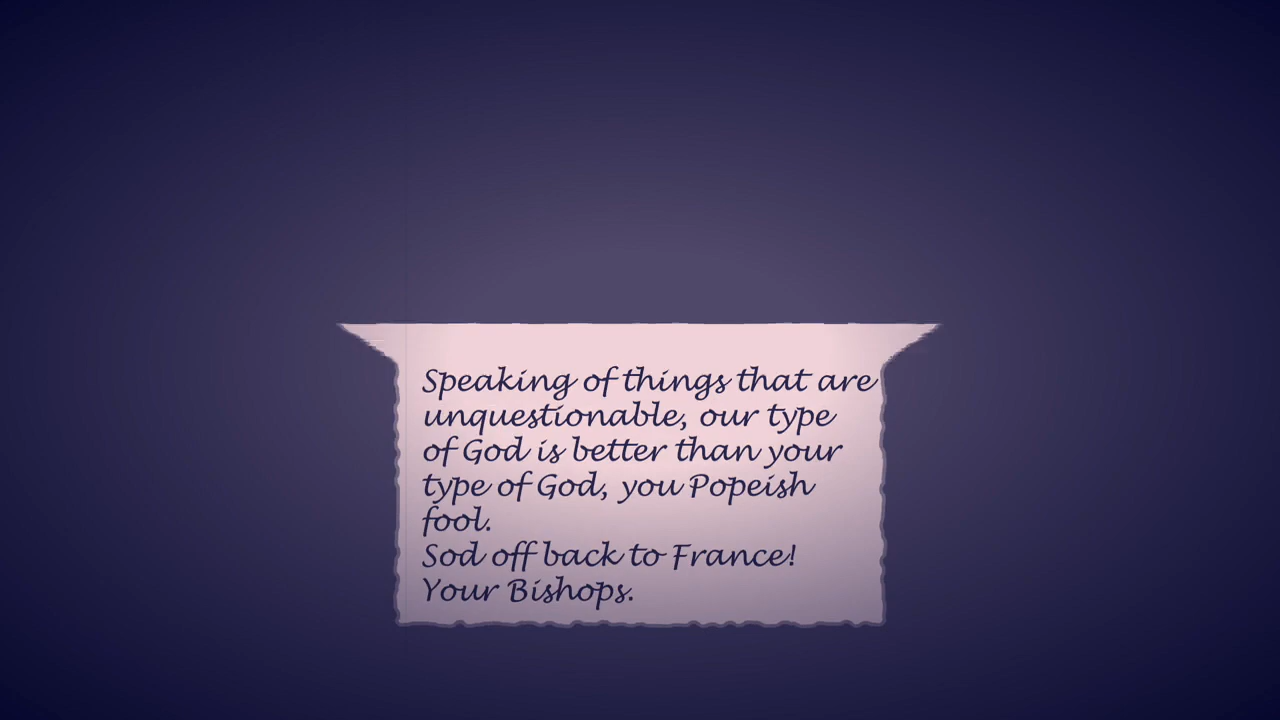 Speaking of things that are
unquestionable, our type
of God is better than your
type of God, you Popeish
fool.
Sod off back to France!
Your Bishops.